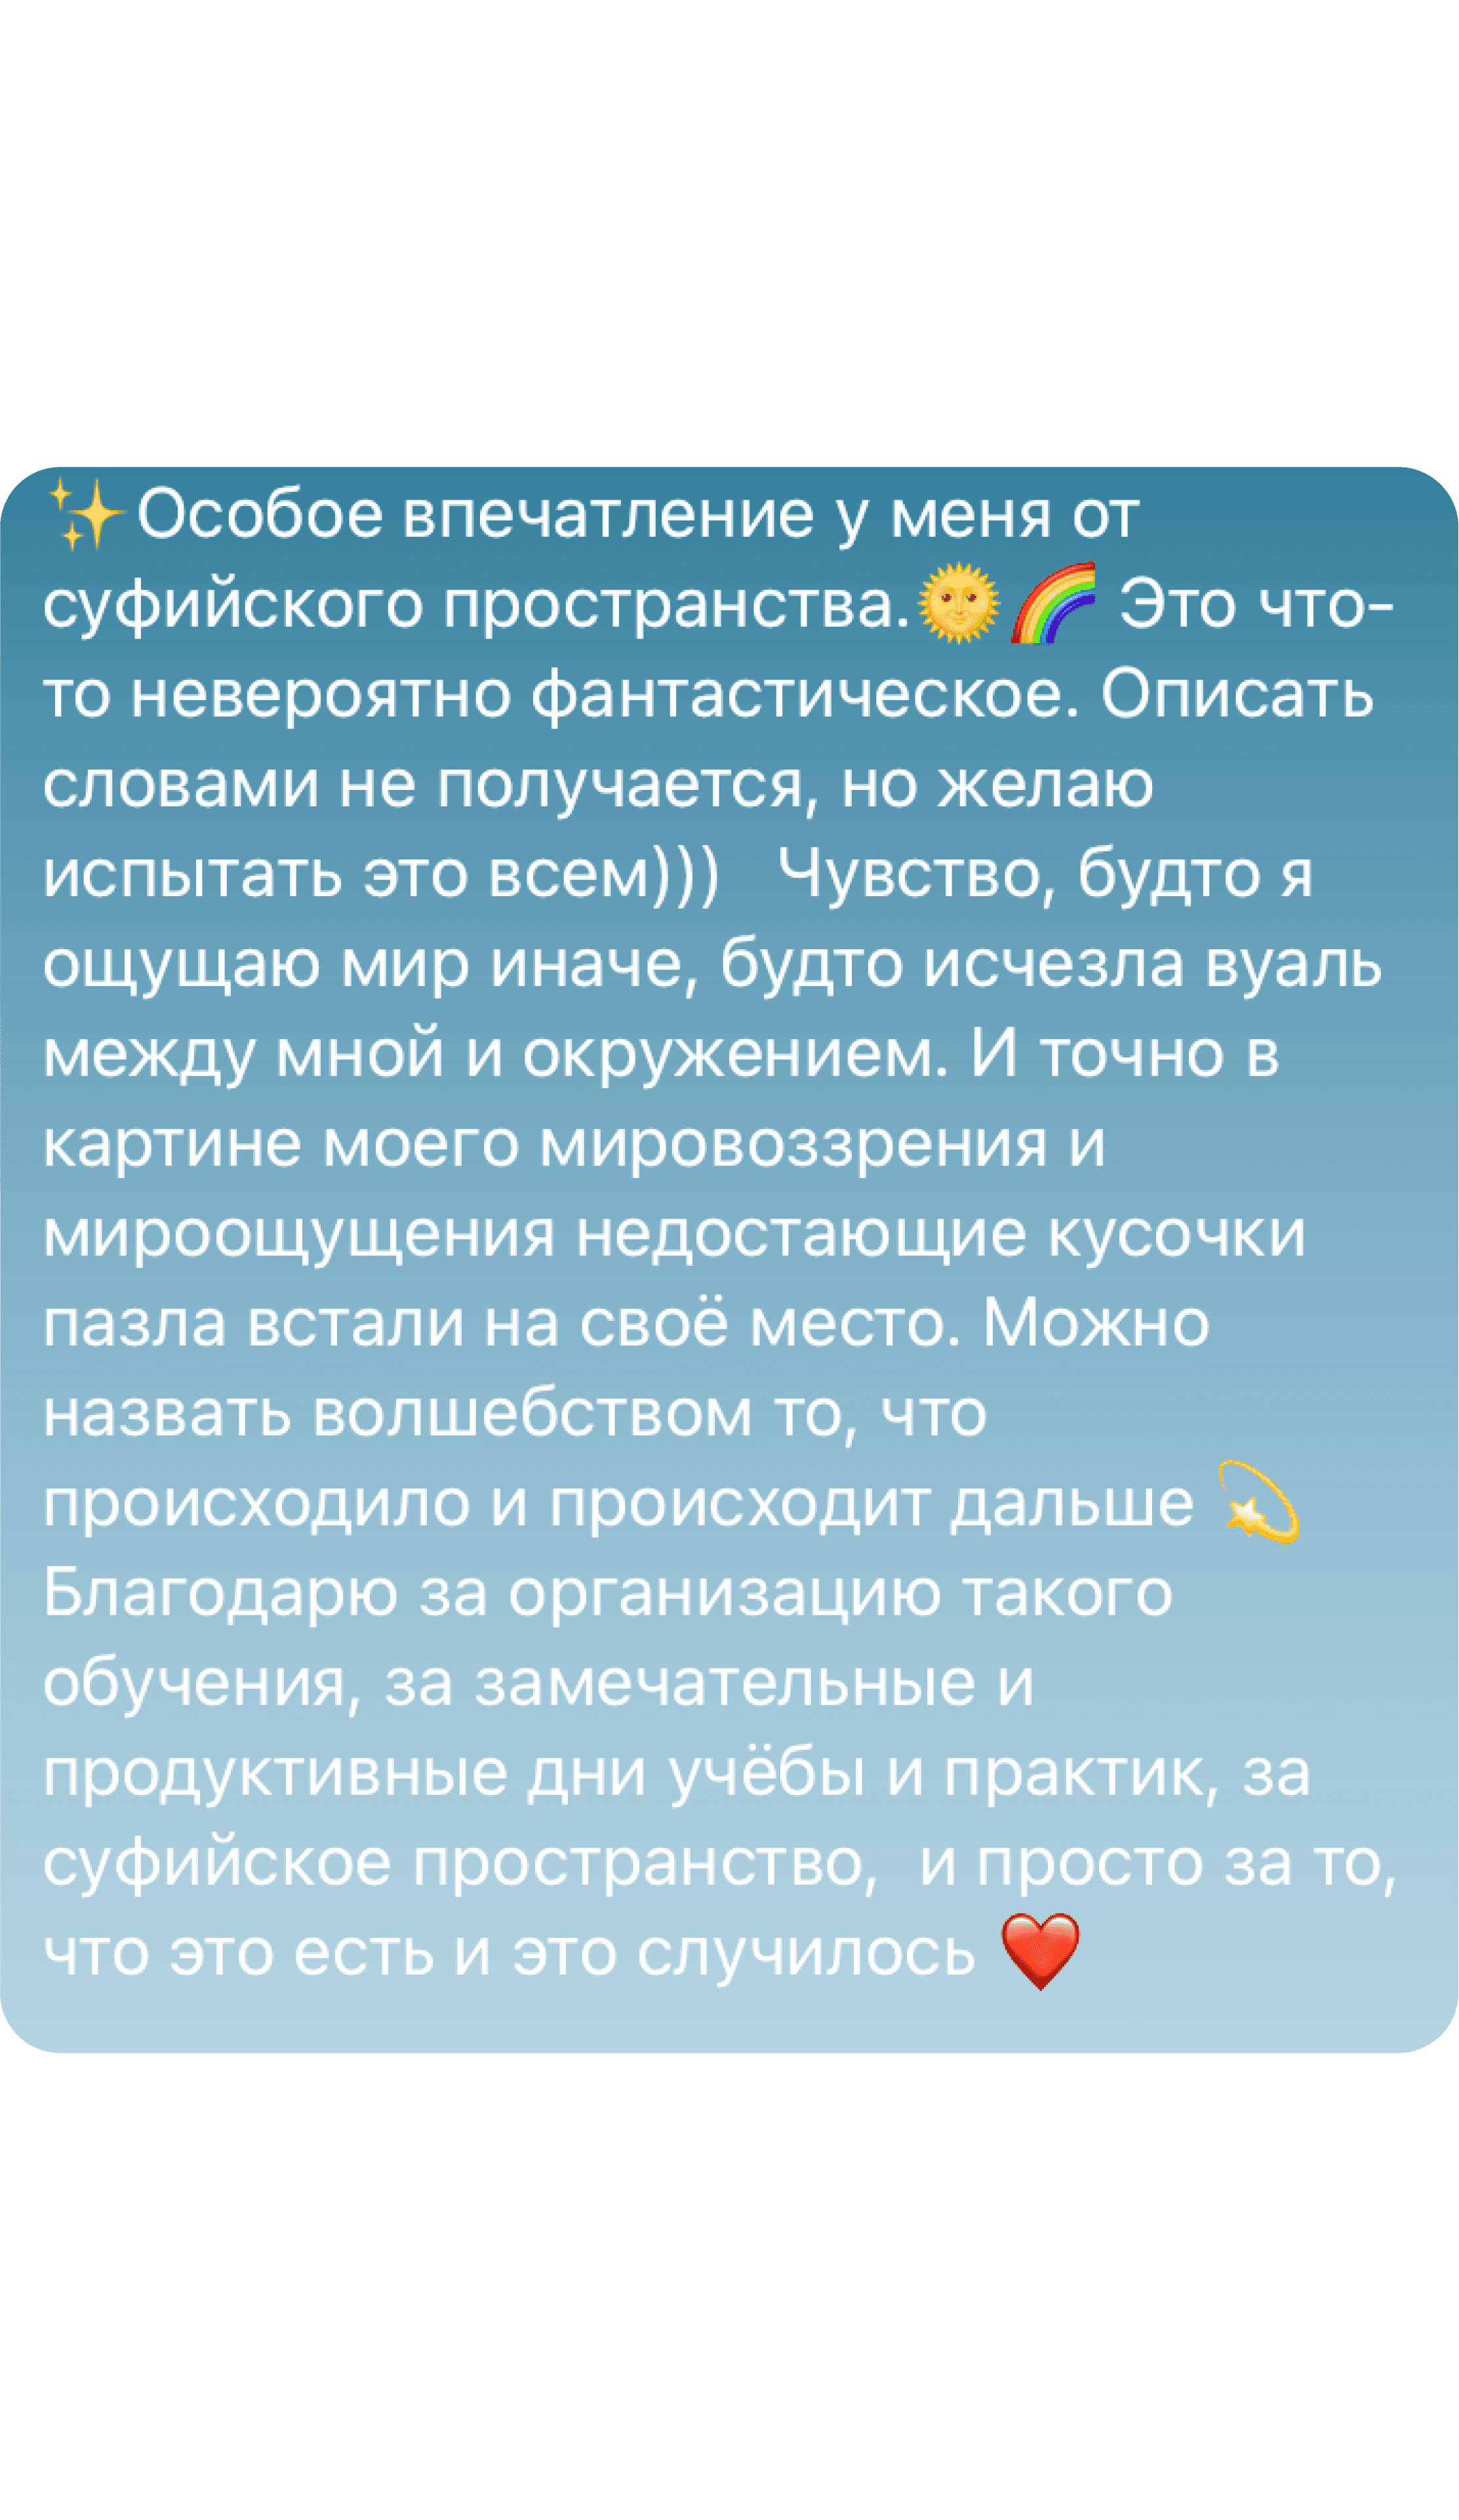 ✨Особое впечатление у меня от
суфийского пространства.🌞🌈 Это что-
то невероятно фантастическое. Описать
словами не получается, но желаю
испытать это всем)))   Чувство, будто я
ощущаю мир иначе, будто исчезла вуаль
между мной и окружением. И точно в
картине моего мировоззрения и
мироощущения недостающие кусочки
пазла встали на своё место. Можно
назвать волшебством то, что
происходило и происходит дальше 💫
Благодарю за организацию такого
обучения, за замечательные и
продуктивные дни учёбы и практик, за
суфийское пространство,  и просто за то,
что это есть и это случилось ❤️